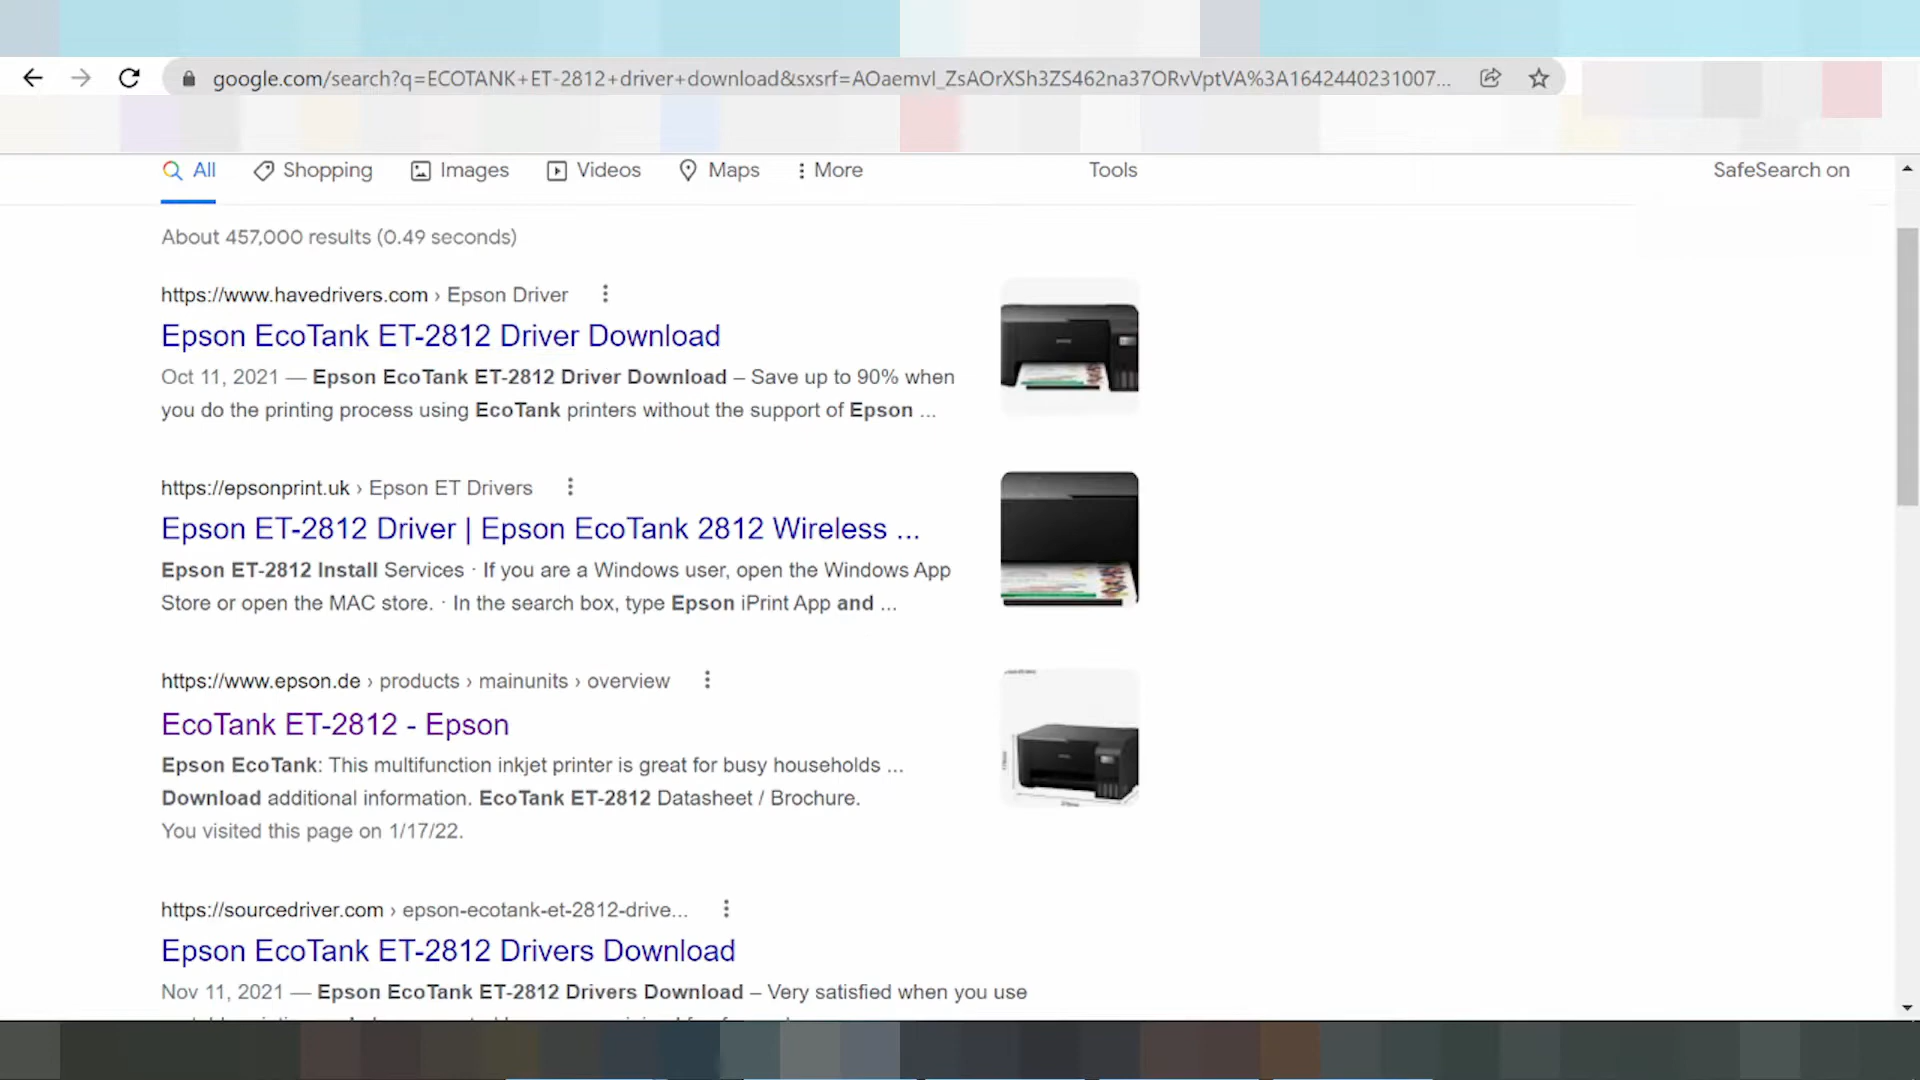 google.com/search?q=ECOTANK+ET-2812+driver+download&sxsrf=AOaemvI_ZsAOrXSh3ZS462na37ORvVptVA%3A1642440231007...
All Shopping Images Videos Maps More Tools SafeSearch on
About 457,000 results (0.49 seconds)
https://www.havedrivers.com › Epson Driver
Epson EcoTank ET-2812 Driver Download
Oct 11, 2021 — Epson EcoTank ET-2812 Driver Download – Save up to 90% when
you do the printing process using EcoTank printers without the support of Epson ...
https://epsonprint.uk › Epson ET Drivers
Epson ET-2812 Driver | Epson EcoTank 2812 Wireless ...
Epson ET-2812 Install Services · If you are a Windows user, open the Windows App
Store or open the MAC store. · In the search box, type Epson iPrint App and ...
https://www.epson.de › products › mainunits › overview
EcoTank ET-2812 - Epson
Epson EcoTank: This multifunction inkjet printer is great for busy households ...
Download additional information. EcoTank ET-2812 Datasheet / Brochure.
You visited this page on 1/17/22.
https://sourcedriver.com › epson-ecotank-et-2812-drive...
Epson EcoTank ET-2812 Drivers Download
Nov 11, 2021 — Epson EcoTank ET-2812 Drivers Download – Very satisfied when you use